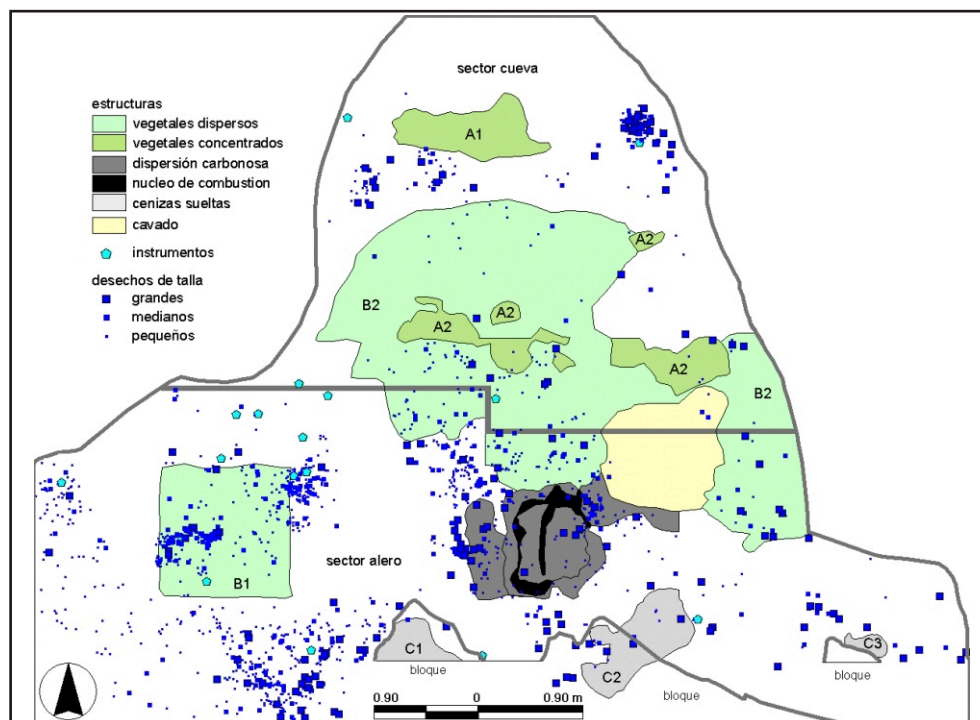 sector cueva
estructuras
vegetales dispersos
vegetales concentrados
dispersión carbonosa
nucleo de combustion
cenizas sueltas
cavado
instrumentos
desechos de talla
grandes
medianos
pequeños
A1
A2
B2
A2
A2
A2
B2
sector alero
B1
C1
C2
C3
bloque
bloque
bloque
0.90 0 0.90 m